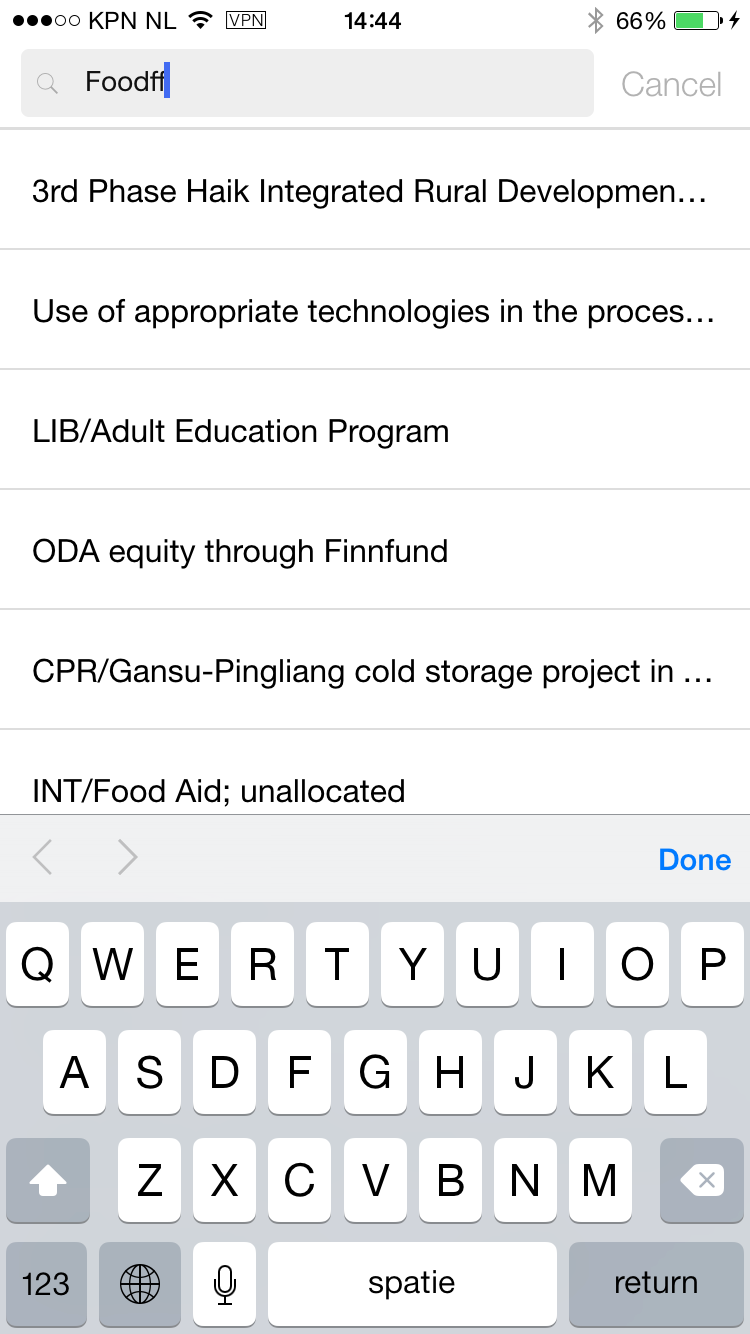 KPN NL VPN 14:44 66%
Foodff Cancel
3rd Phase Haik Integrated Rural Developmen...
Use of appropriate technologies in the proces...
LIB/Adult Education Program
ODA equity through Finnfund
CPR/Gansu-Pingliang cold storage project in ...
INT/Food Aid; unallocated
Done
Q W E R T Y U I O P
A S D F G H J K L
Z X C V B N M
123 spatie return